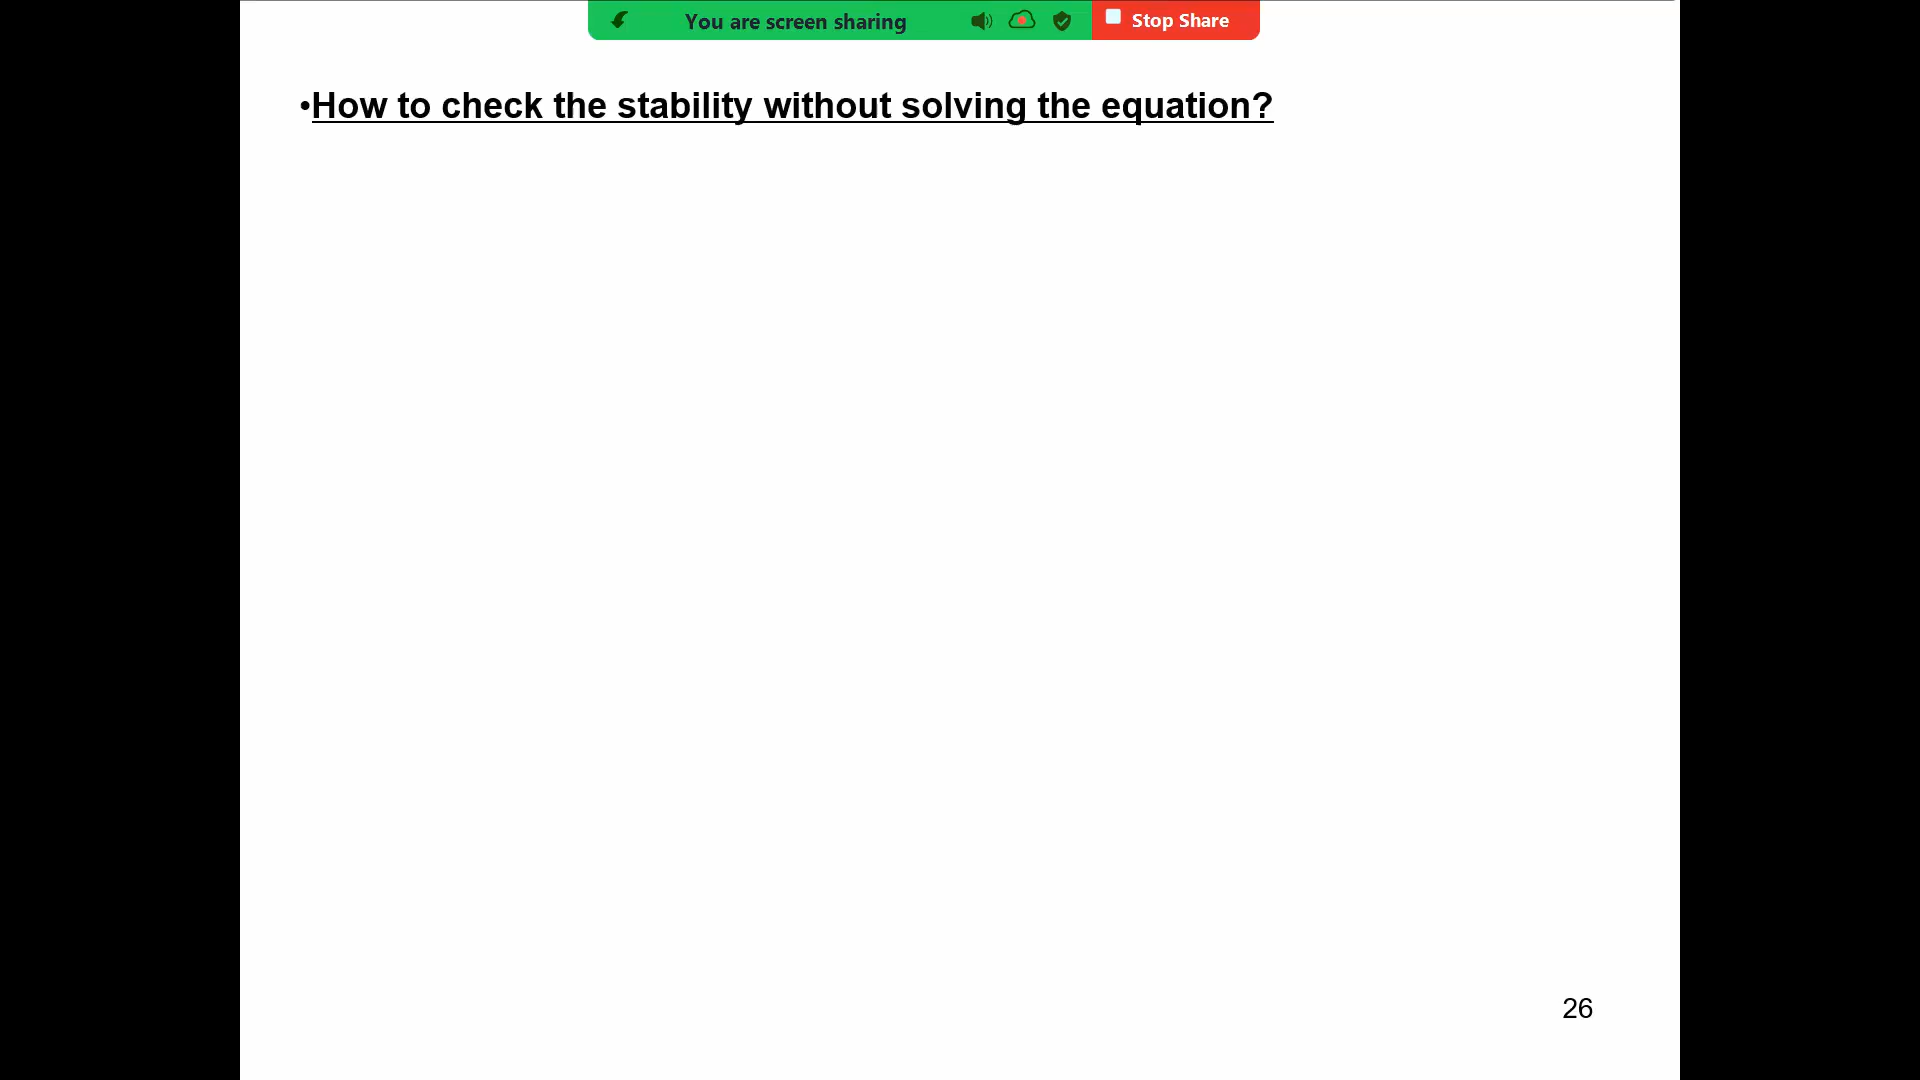 You are screen sharing
Stop Share
•How to check the stability without solving the equation?
26